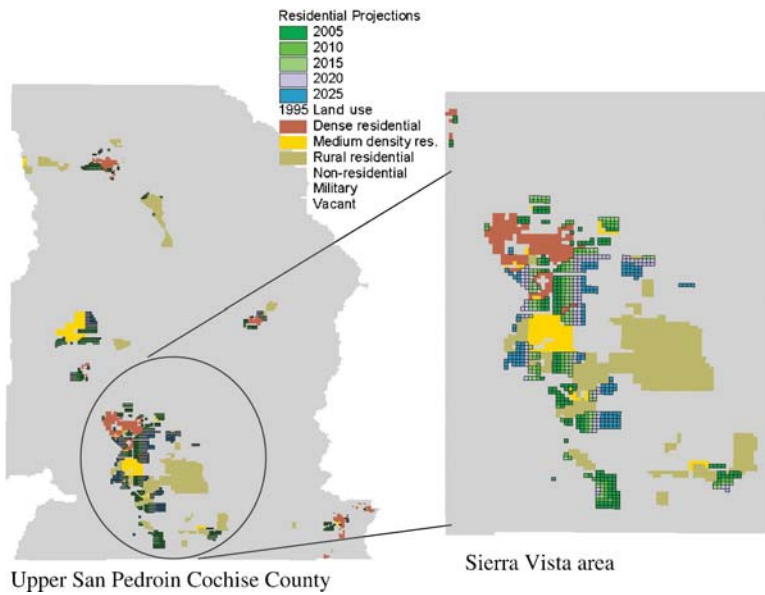 Residential Projections
2005
2010
2015
2020
2025
1995 Land use
Dense residential
Medium density res.
Rural residential
Non-residential
Military
Vacant
Upper San Pedroin Cochise County
Sierra Vista area